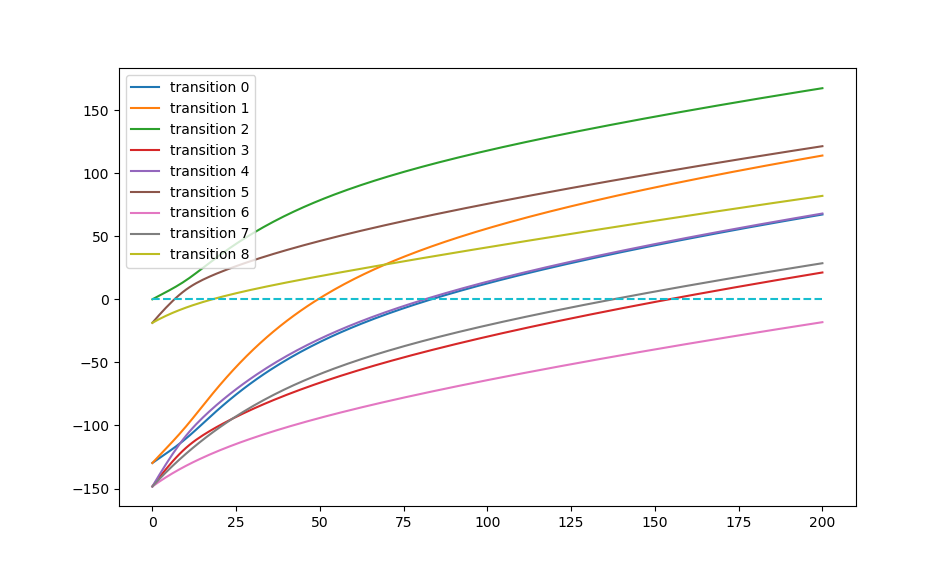 transition 0
transition 1
transition 2
transition 3
transition 4
transition 5
transition 6
transition 7
transition 8
150
100
50
0
−50
−100
−150
0 25 50 75 100 125 150 175 200